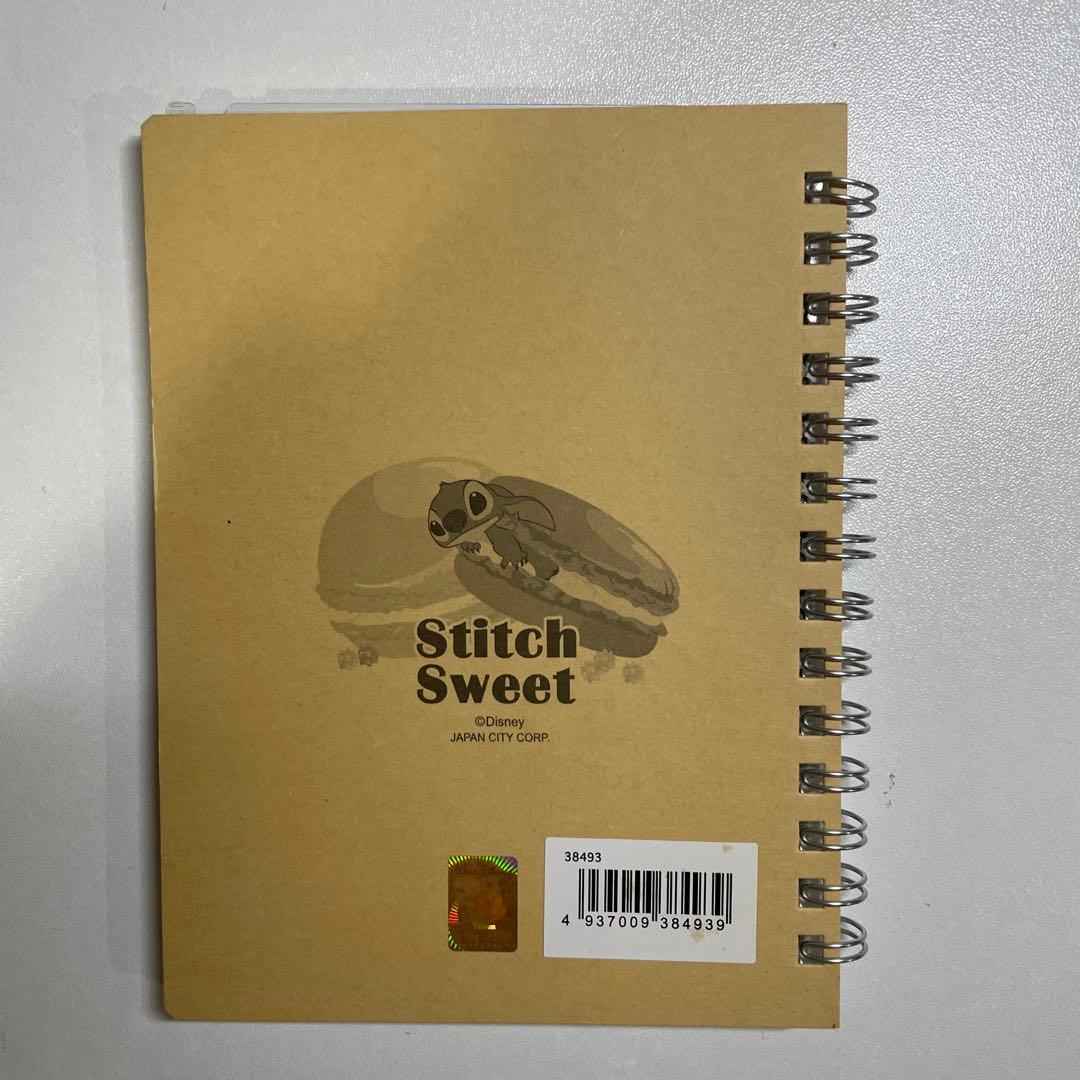 Stitch
Sweet
©Disney
JAPAN CITY CORP.
38493
4 937009 384939